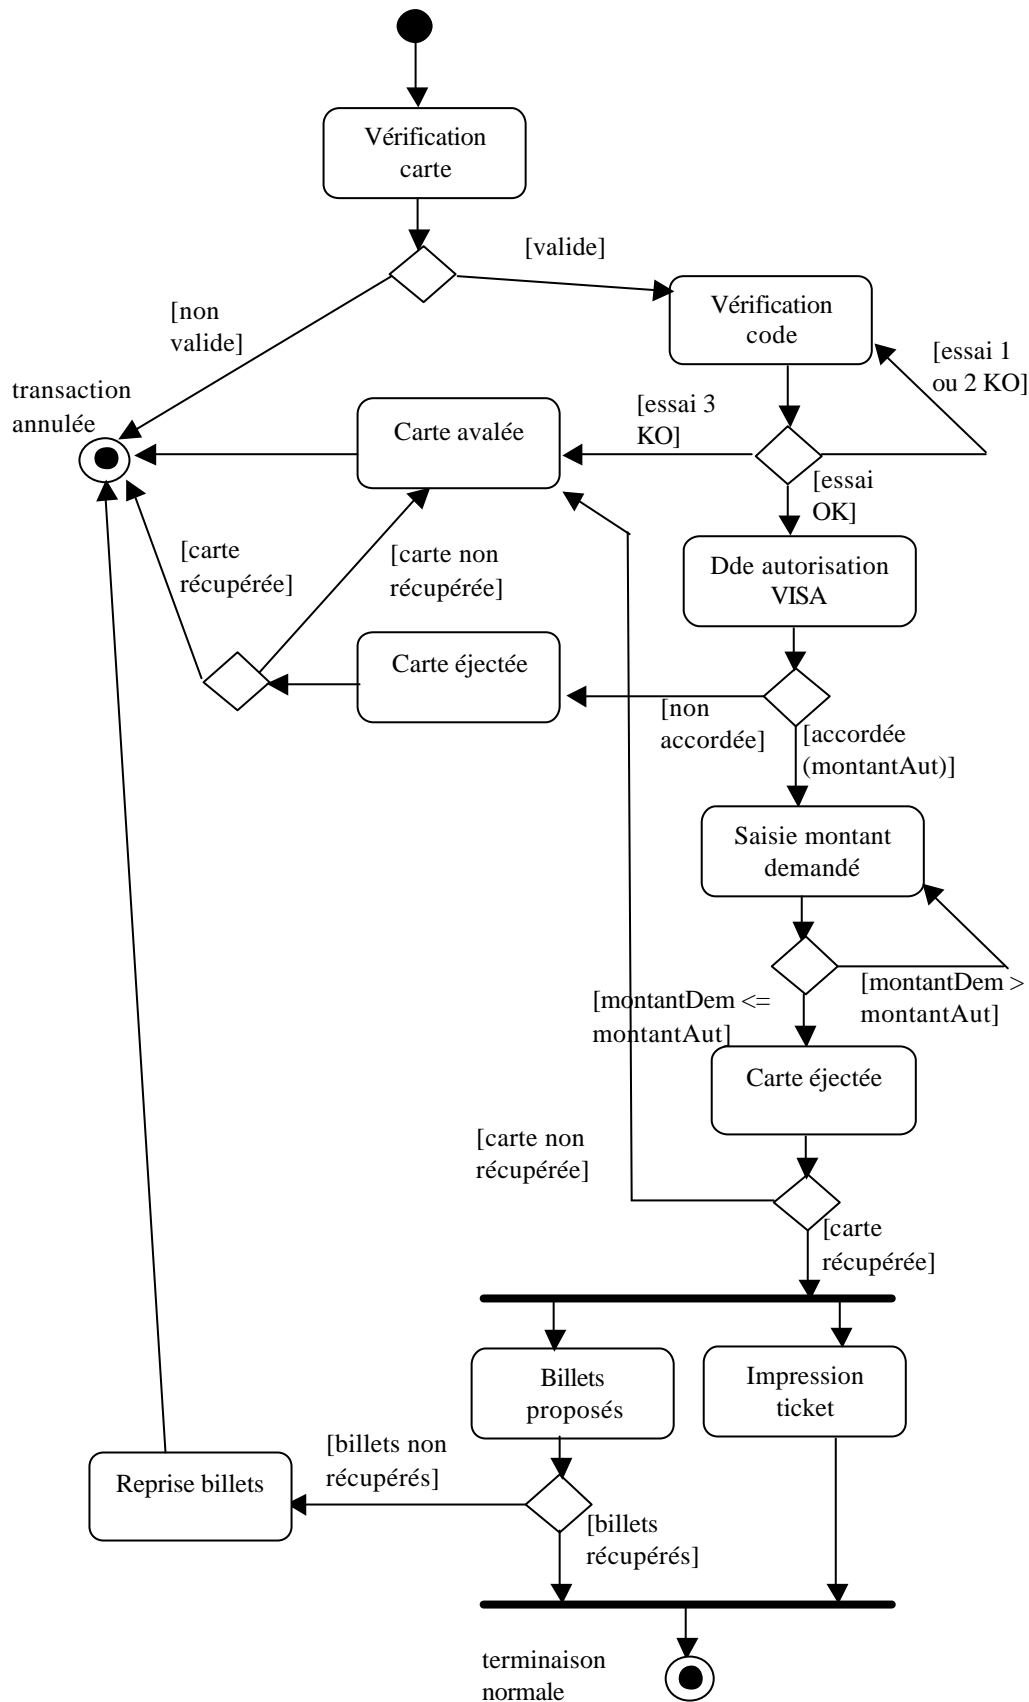 Vérification
carte
[valide]
[non
valide]
Vérification
code
[essai 1
ou 2 KO]
transaction
annulée
[essai 3
KO]
Carte avalée
[essai
OK]
[carte
récupérée]
[carte non
récupérée]
Dde autorisation
VISA
Carte éjectée
[non
accordée]
[accordée
(montantAut)]
Saisie montant
demandé
[montantDem >
montantAut]
[montantDem <=
montantAut]
Carte éjectée
[carte non
récupérée]
[carte
récupérée]
Billets
proposés
Impression
ticket
[billets non
récupérés]
Reprise billets
[billets
récupérés]
terminaison
normale